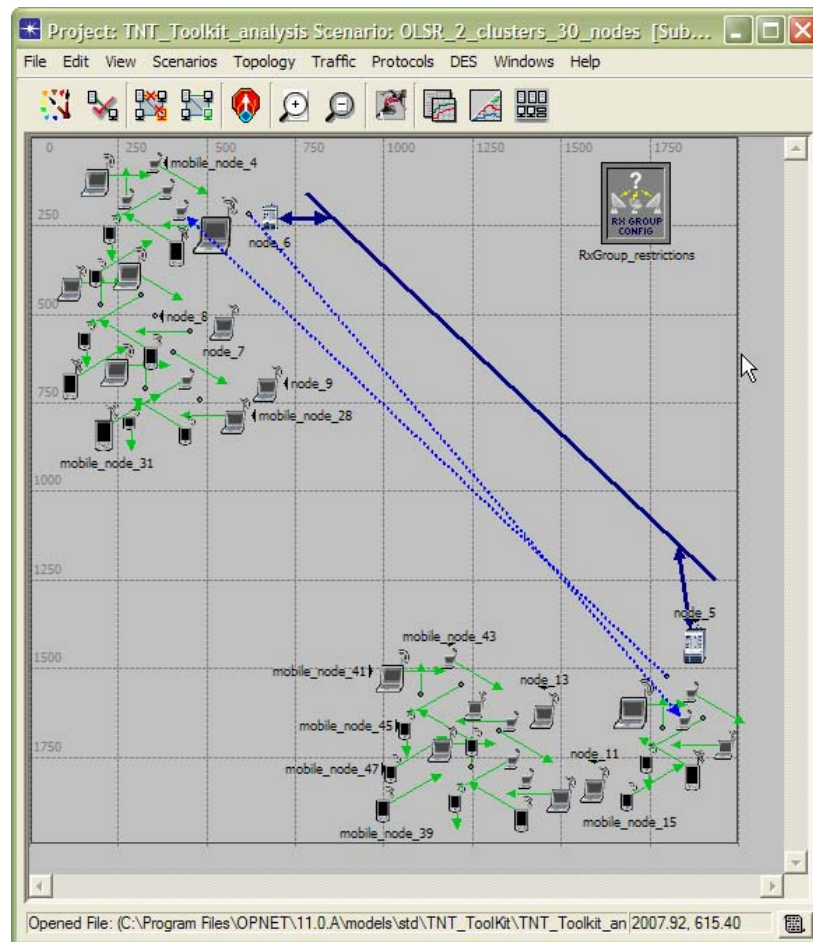 Project: TNT_Toolkit_analysis Scenario: OLSR_2_clusters_30_nodes [Sub...
File Edit View Scenarios Topology Traffic Protocols DES Windows Help
0 250 500 750 1000 1250 1500 1750
mobile_node_4
?
RX GROUP
CONFIG
250
node_6
RxGroup_restrictions
500
node_8
node_7
node_9
750
mobile_node_28
mobile_node_31
1000
1250
node_5
mobile_node_43
1500
mobile_node_41
node_13
mobile_node_45
1750
node_11
mobile_node_47
mobile_node_15
mobile_node_39
Opened File: (C:\Program Files\OPNET\11.0.A\models\std\TNT_ToolKit\TNT_Toolkit_an 2007.92, 615.40